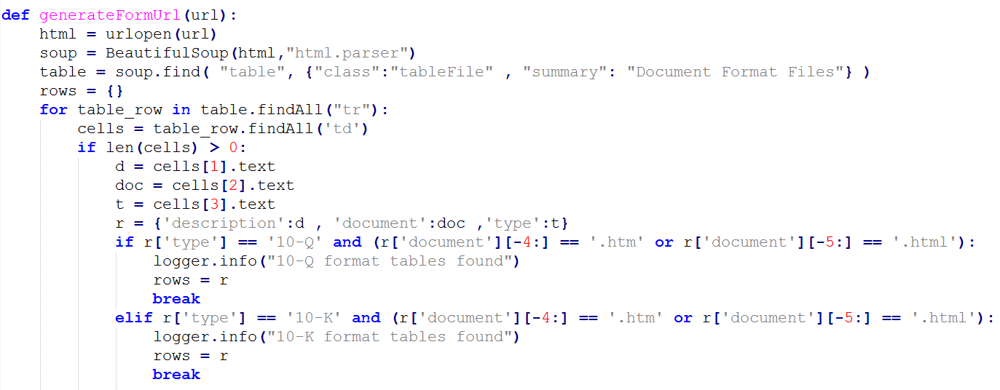 def generateFormUrl(url):
    html = urlopen(url)
    soup = BeautifulSoup(html,"html.parser")
    table = soup.find( "table", {"class":"tableFile" , "summary": "Document Format Files"} )
    rows = {}
    for table_row in table.findAll("tr"):
        cells = table_row.findAll('td')
        if len(cells) > 0:
            d = cells[1].text
            doc = cells[2].text
            t = cells[3].text
            r = {'description':d , 'document':doc ,'type':t}
            if r['type'] == '10-Q' and (r['document'][-4:] == '.htm' or r['document'][-5:] == '.html'):
                logger.info("10-Q format tables found")
                rows = r
                break
            elif r['type'] == '10-K' and (r['document'][-4:] == '.htm' or r['document'][-5:] == '.html'):
                logger.info("10-K format tables found")
                rows = r
                break